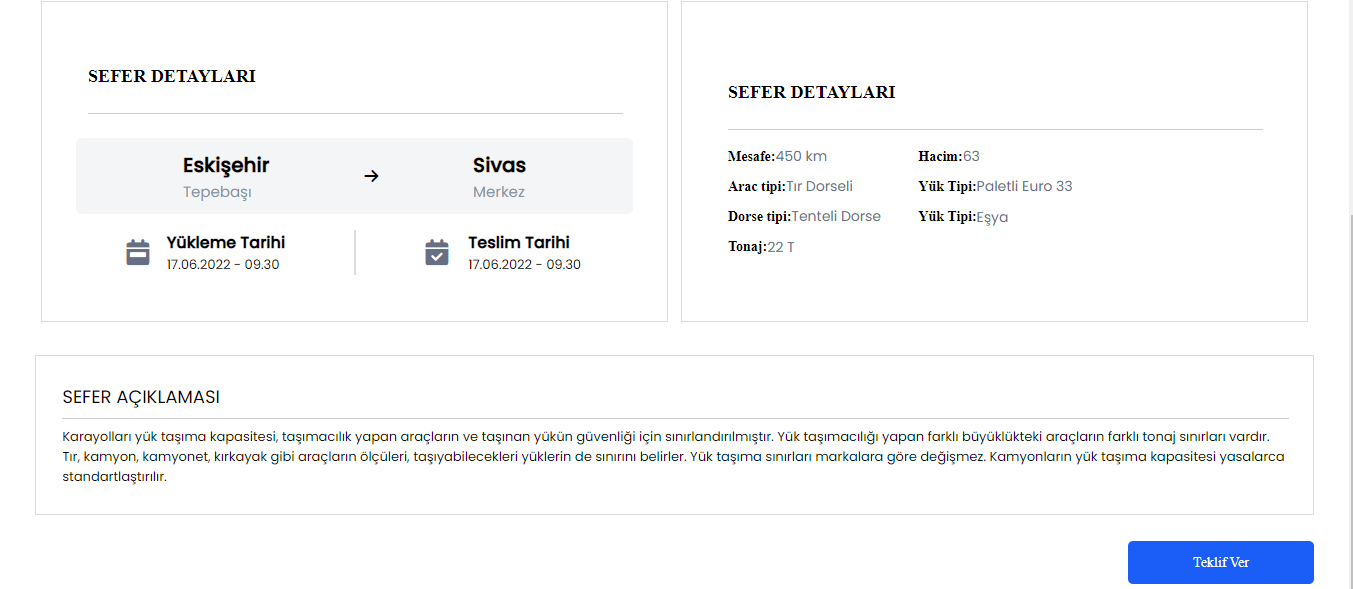 SEFER DETAYLARI
Eskişehir
Tepebaşı
Sivas
Merkez
Yükleme Tarihi
17.06.2022 - 09.30
Teslim Tarihi
17.06.2022 - 09.30
SEFER DETAYLARI
Mesafe:450 km
Hacim:63
Arac tipi:Tır Dorseli
Yük Tipi:Paletli Euro 33
Dorse tipi:Tenteli Dorse
Yük Tipi:Eşya
Tonaj:22 T
SEFER AÇIKLAMASI
Karayolları yük taşıma kapasitesi, taşımacılık yapan araçların ve taşınan yükün güvenliği için sınırlandırılmıştır. Yük taşımacılığı yapan farklı büyüklükteki araçların farklı tonaj sınırları vardır.
Tır, kamyon, kamyonet, kırkayak gibi araçların ölçüleri, taşıyabilecekleri yüklerin de sınırını belirler. Yük taşıma sınırları markalara göre değişmez. Kamyonların yük taşıma kapasitesi yasalarca
standartlaştırılır.
Teklif Ver